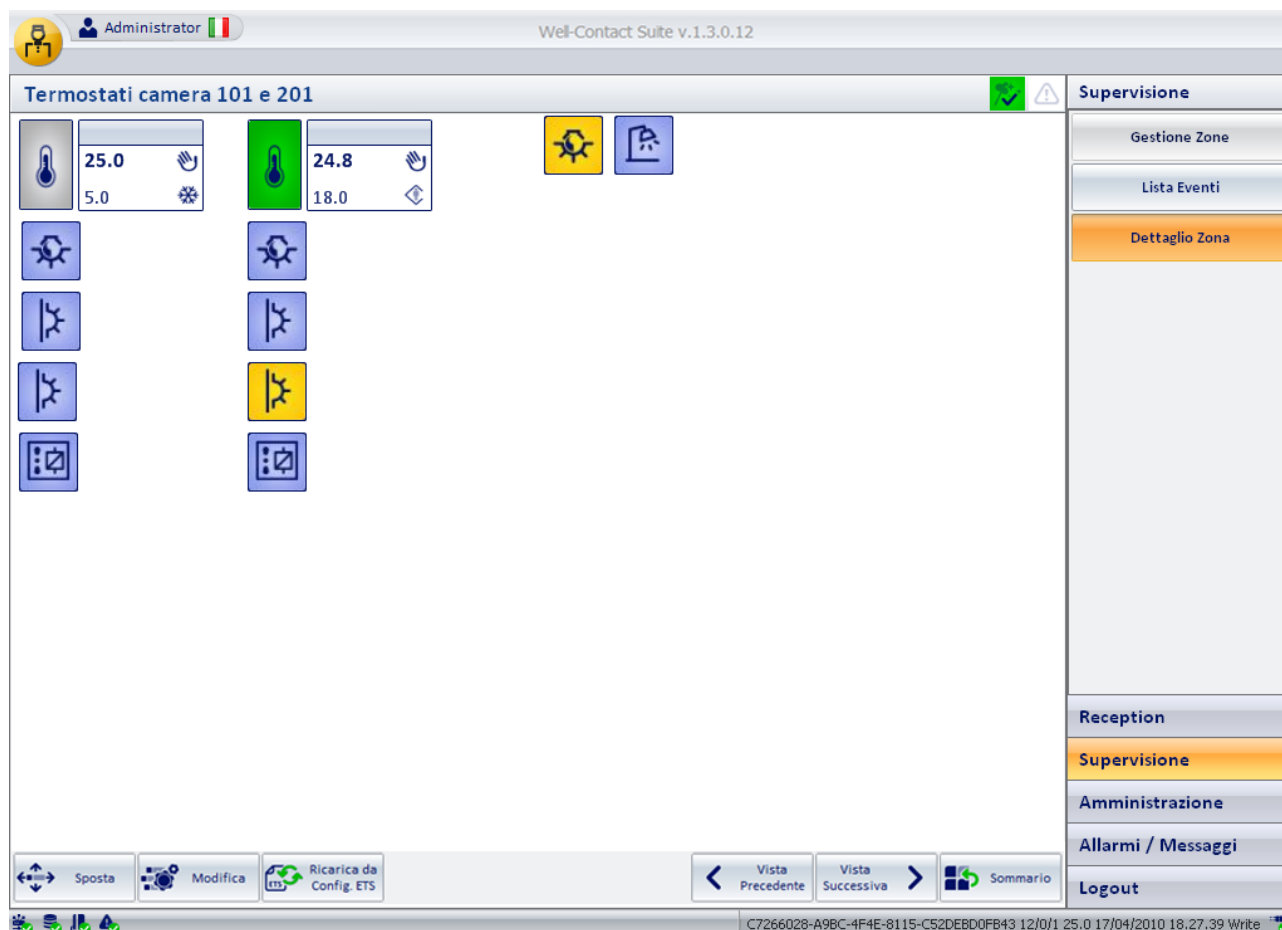 Administrator
Well-Contact Suite v.1.3.0.12
Termostati camera 101 e 201
Supervisione
25.0
5.0
24.8
18.0
Gestione Zone
Lista Eventi
Dettaglio Zona
Reception
Supervisione
Amministrazione
Allarmi / Messaggi
Logout
Sposta
Modifica
ETS
Ricarica da
Config. ETS
Vista
Precedente
Vista
Successiva
Sommario
C7266028-A9BC-4F4E-8115-C52DEBD0FB43 12/0/1 25.0 17/04/2010 18.27.39 Write